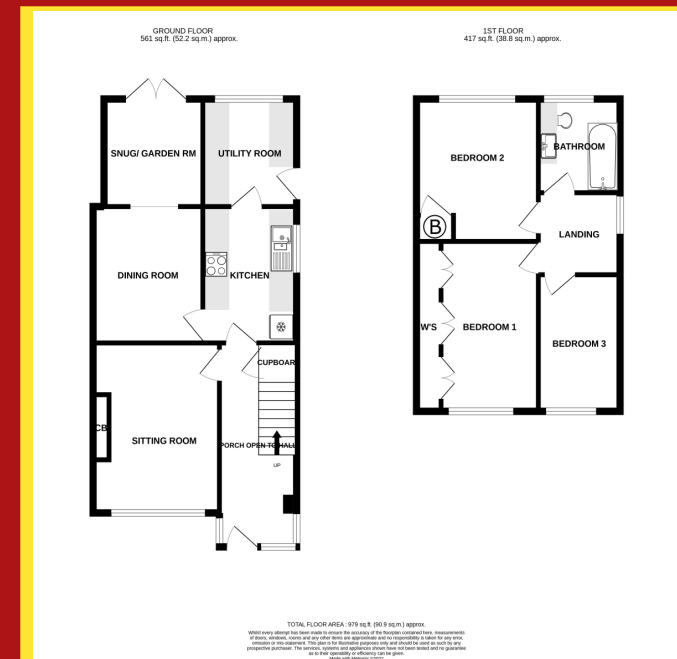 GROUND FLOOR
561 sq.ft. (52.2 sq.m.) approx.
1ST FLOOR
417 sq.ft. (38.8 sq.m.) approx.
SNUG/ GARDEN RM
UTILITY ROOM
DINING ROOM
KITCHEN
CUPBOAR
CB
SITTING ROOM
PORCH OPEN TO HALL
UP
BEDROOM 2
BATHROOM
B
LANDING
W'S
BEDROOM 1
BEDROOM 3
TOTAL FLOOR AREA : 979 sq.ft. (90.9 sq.m.) approx.
Whilst every attempt has been made to ensure the accuracy of the floorplan contained here, measurements
of doors, windows, rooms and any other items are approximate and no responsibility is taken for any error,
omission or mis-statement. This plan is for illustrative purposes only and should be used as such by any
prospective purchaser. The services, systems and appliances shown have not been tested and no guarantee
as to their operability or efficiency can be given.
Made with Metropix